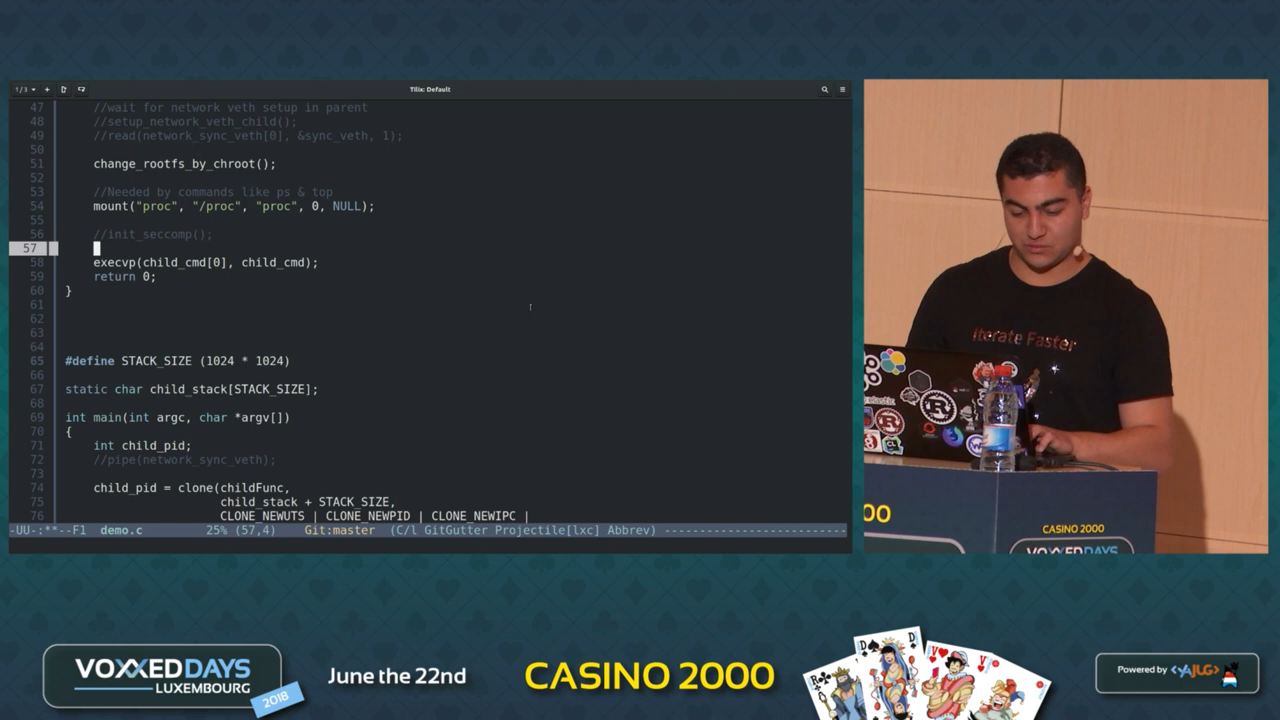 1/3
Tilix: Default
47 //wait for network veth setup in parent
48 //setup_network_veth_child();
49 //read(network_sync_veth[0], &sync_veth, 1);
50
51 change_rootfs_by_chroot();
52
53 //Needed by commands like ps & top
54 mount("proc", "/proc", "proc", 0, NULL);
55
56 //init_seccomp();
57
58 execvp(child_cmd[0], child_cmd);
59 return 0;
60 }
61
62
63
64
65 #define STACK_SIZE (1024 * 1024)
66
67 static char child_stack[STACK_SIZE];
68
69 int main(int argc, char *argv[])
70 {
71 int child_pid;
72 //pipe(network_sync_veth);
73
74 child_pid = clone(childFunc,
75 child_stack + STACK_SIZE,
76 CLONE_NEWUTS | CLONE_NEWPID | CLONE_NEWIPC |
-UU-:**--F1 demo.c 25% (57,4) Git:master (C/l GitGutter Projectile[lxc] Abbrev) --------------------------
Iterate Faster
R
R
CL
00
CASINO 2000
VOXXED DAYS
VOXXED DAYS
LUXEMBOURG
2018
June the 22nd
CASINO 2000
R
D
D
V
V
Powered by <YAJUG>